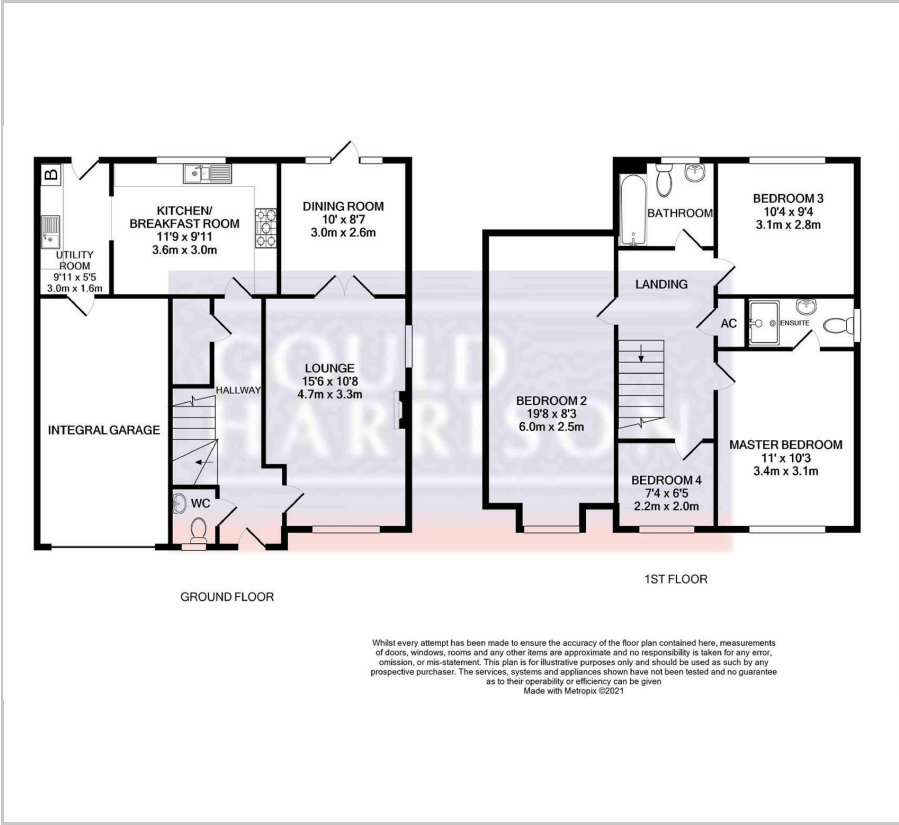 B
UTILITY
ROOM
9'11 x 5'5
3.0m x 1.6m
KITCHEN/
BREAKFAST ROOM
11'9 x 9'11
3.6m x 3.0m
DINING ROOM
10' x 8'7
3.0m x 2.6m
LOUNGE
15'6 x 10'8
4.7m x 3.3m
HALLWAY
INTEGRAL GARAGE
WC
GROUND FLOOR
BATHROOM
BEDROOM 3
10'4 x 9'4
3.1m x 2.8m
LANDING
AC
ENSUITE
BEDROOM 2
19'8 x 8'3
6.0m x 2.5m
MASTER BEDROOM
11' x 10'3
3.4m x 3.1m
BEDROOM 4
7'4 x 6'5
2.2m x 2.0m
1ST FLOOR
GOULD
HARRISON
Whilst every attempt has been made to ensure the accuracy of the floor plan contained here, measurements
of doors, windows, rooms and any other items are approximate and no responsibility is taken for any error,
omission, or mis-statement. This plan is for illustrative purposes only and should be used as such by any
prospective purchaser. The services, systems and appliances shown have not been tested and no guarantee
as to their operability or efficiency can be given
Made with Metropix ©2021